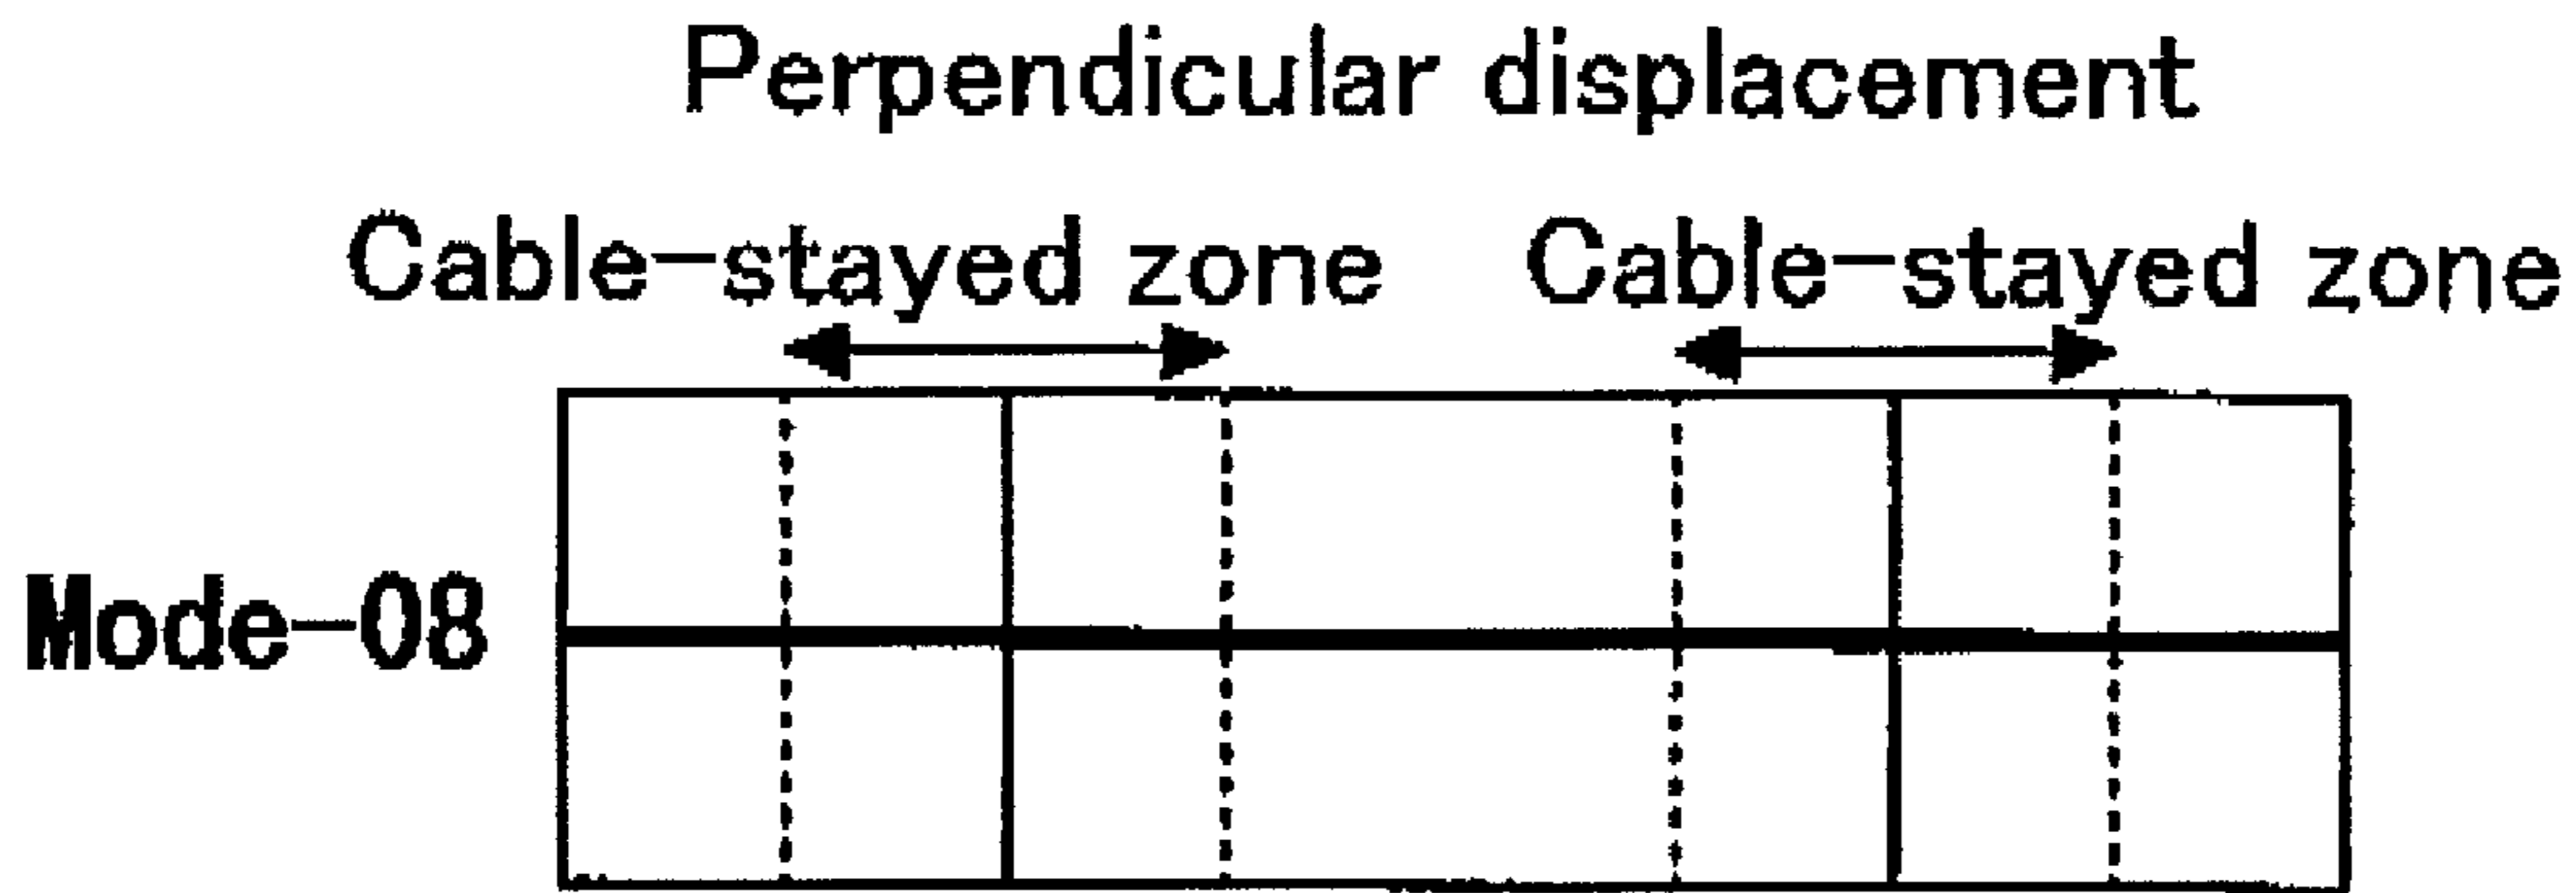 Perpendicular displacement
Cable-stayed zone Cable-stayed zone
Mode-08